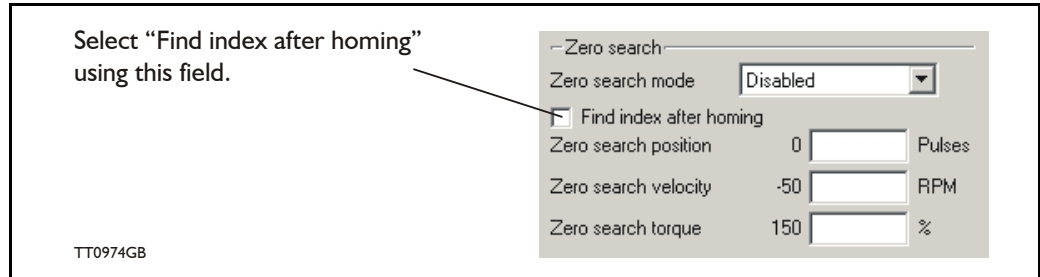 Select “Find index after homing”
using this field.
Zero search
Zero search mode Disabled
Find index after homing
Zero search position 0 Pulses
Zero search velocity -50 RPM
Zero search torque 150 %
TT0974GB